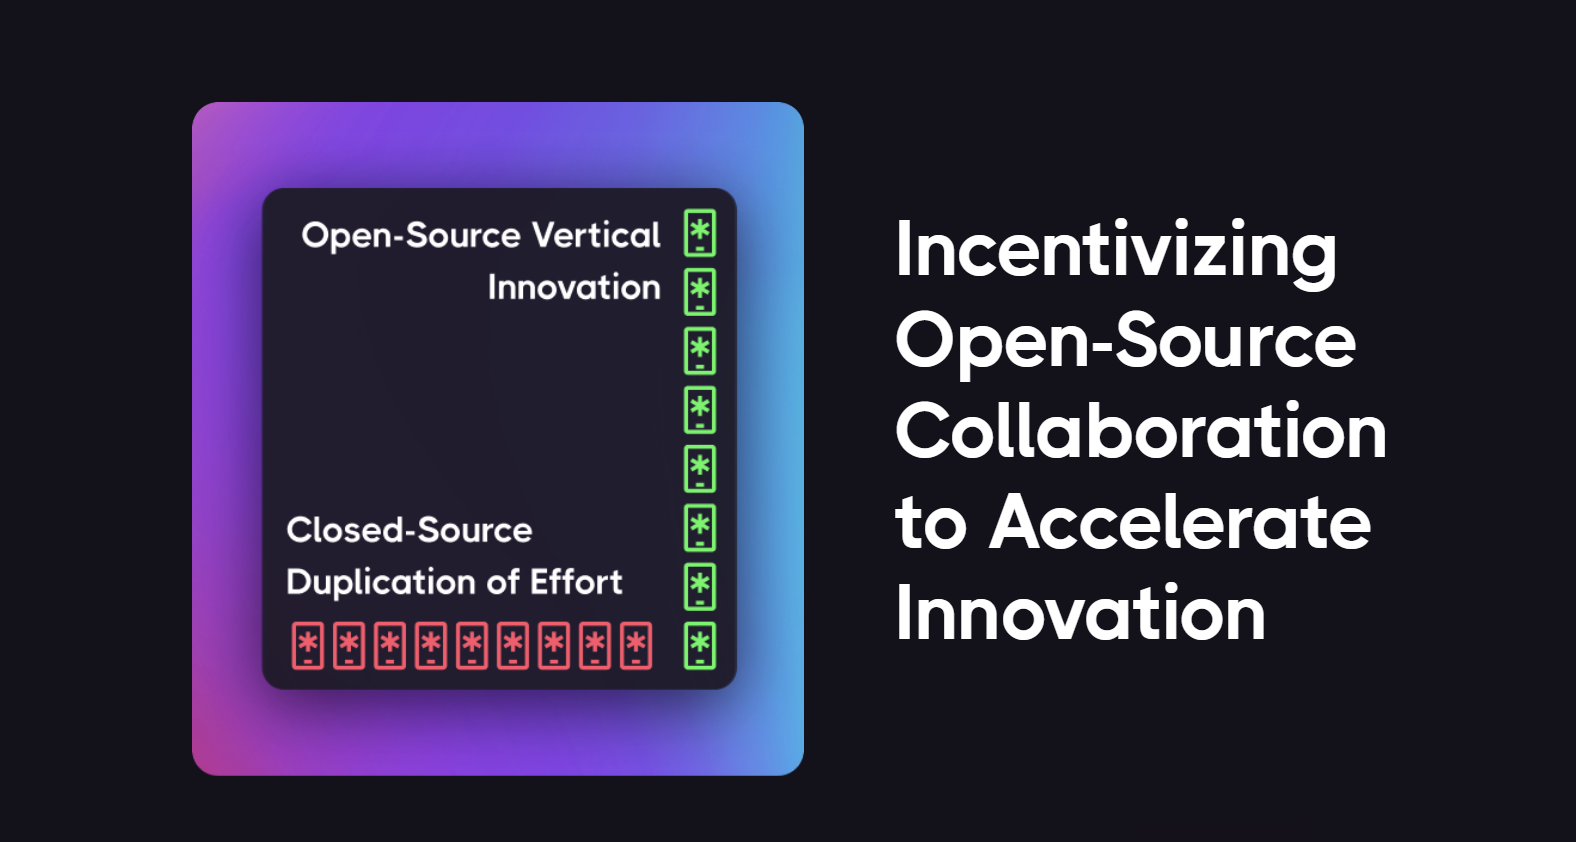 Open-Source Vertical
Innovation
Closed-Source
Duplication of Effort
Incentivizing
Open-Source
Collaboration
to Accelerate
Innovation